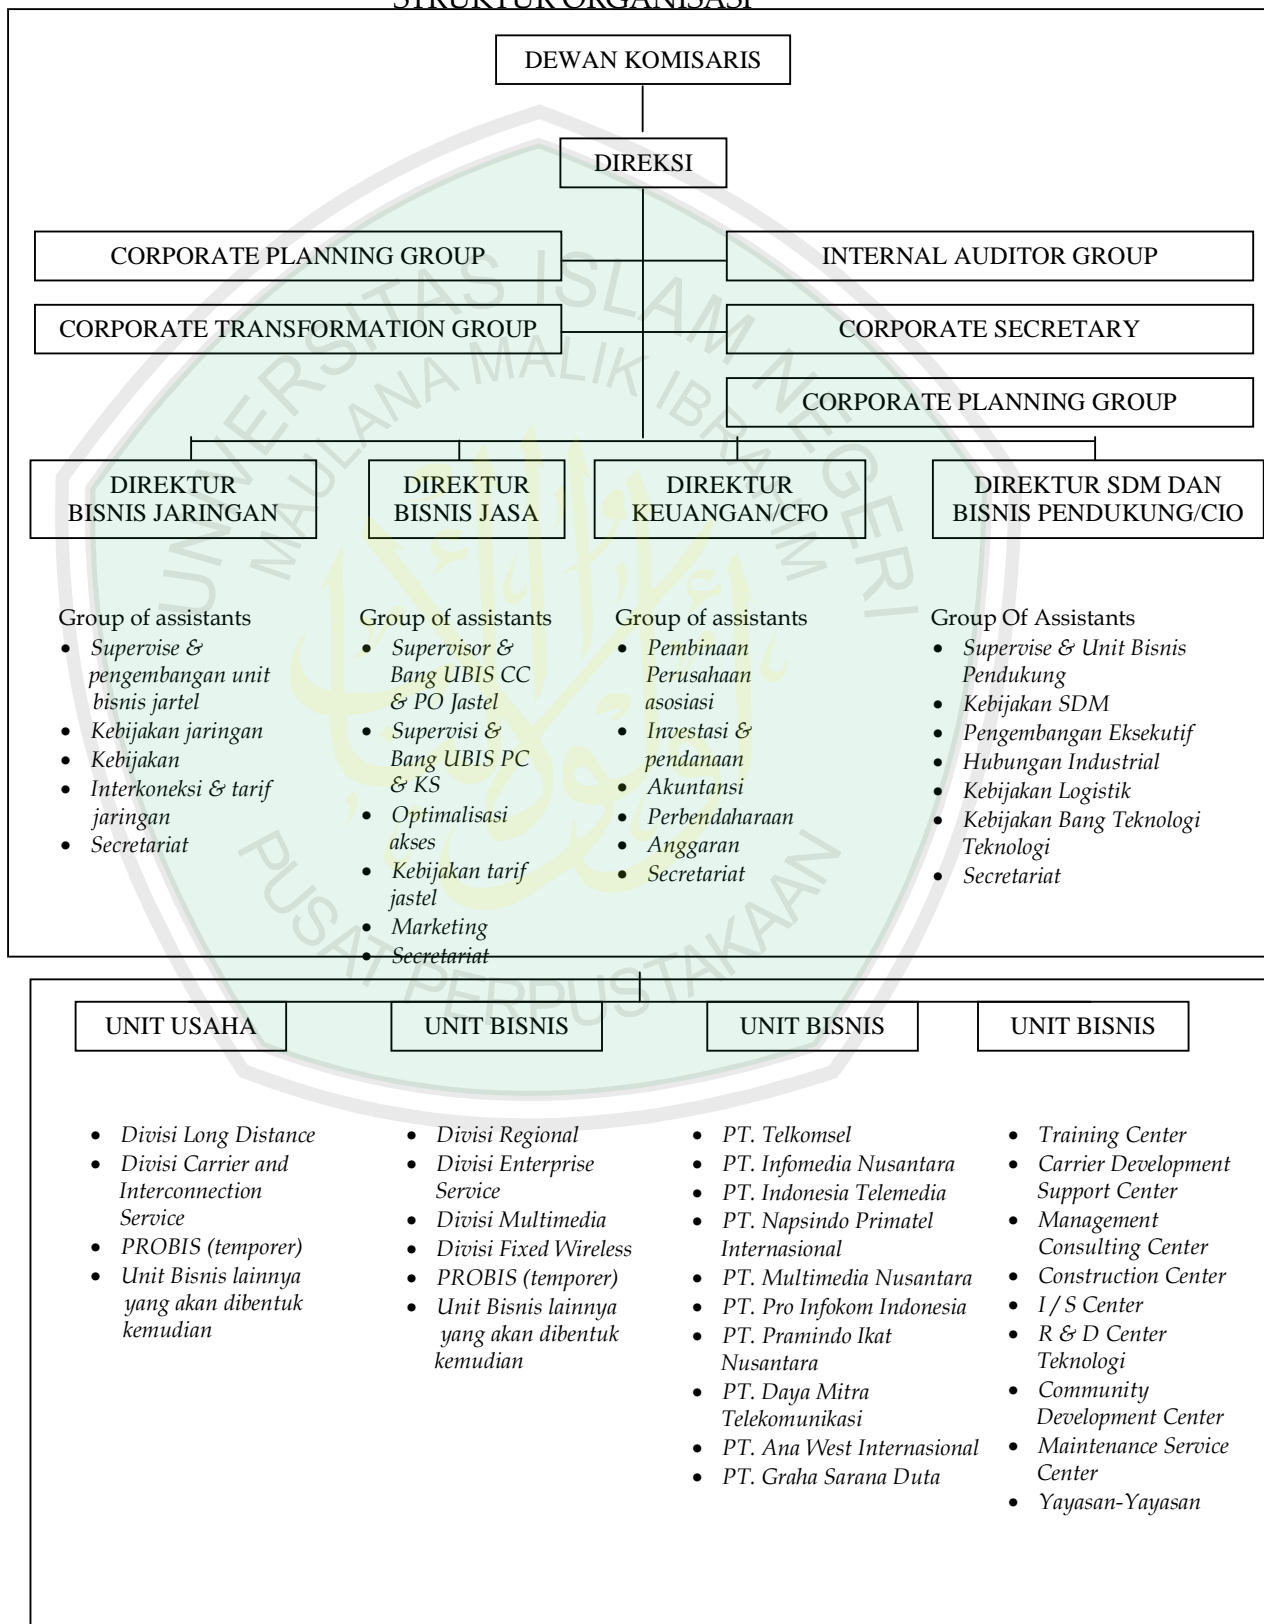 STRUKTUR ORGANISASI
DEWAN KOMISARIS
DIREKSI
CORPORATE PLANNING GROUP
INTERNAL AUDITOR GROUP
CORPORATE TRANSFORMATION GROUP
CORPORATE SECRETARY
CORPORATE PLANNING GROUP
DIREKTUR
BISNIS JARINGAN
DIREKTUR
BISNIS JASA
DIREKTUR
KEUANGAN/CFO
DIREKTUR SDM DAN
BISNIS PENDUKUNG/CIO
Group of assistants
• Supervise &
pengembangan unit
bisnis jartel
• Kebijakan jaringan
• Kebijakan
• Interkoneksi & tarif
jaringan
• Secretariat
Group of assistants
• Supervisor &
Bang UBIS CC
& PO Jastel
• Supervisi &
Bang UBIS PC
& KS
• Optimalisasi
akses
• Kebijakan tarif
jastel
• Marketing
• Secretariat
Group of assistants
• Pembinaan
Perusahaan
asosiasi
• Investasi &
pendanaan
• Akuntansi
• Perbendaharaan
• Anggaran
• Secretariat
Group Of Assistants
• Supervise & Unit Bisnis
Pendukung
• Kebijakan SDM
• Pengembangan Eksekutif
• Hubungan Industrial
• Kebijakan Logistik
• Kebijakan Bang Teknologi
Teknologi
• Secretariat
UNIT USAHA
UNIT BISNIS
UNIT BISNIS
UNIT BISNIS
• Divisi Long Distance
• Divisi Carrier and
Interconnection
Service
• PROBIS (temporer)
• Unit Bisnis lainnya
yang akan dibentuk
kemudian
• Divisi Regional
• Divisi Enterprise
Service
• Divisi Multimedia
• Divisi Fixed Wireless
• PROBIS (temporer)
• Unit Bisnis lainnya
yang akan dibentuk
kemudian
• PT. Telkomsel
• PT. Infomedia Nusantara
• PT. Indonesia Telemedia
• PT. Napsindo Primatel
Internasional
• PT. Multimedia Nusantara
• PT. Pro Infokom Indonesia
• PT. Pramindo Ikat
Nusantara
• PT. Daya Mitra
Telekomunikasi
• PT. Ana West Internasional
• PT. Graha Sarana Duta
• Training Center
• Carrier Development
Support Center
• Management
Consulting Center
• Construction Center
• I / S Center
• R & D Center
Teknologi
• Community
Development Center
• Maintenance Service
Center
• Yayasan-Yayasan
UNIVERSITAS ISLAM NEGERI
MAULANA MALIK IBRAHIM
PUSAT PERPUSTAKAAN